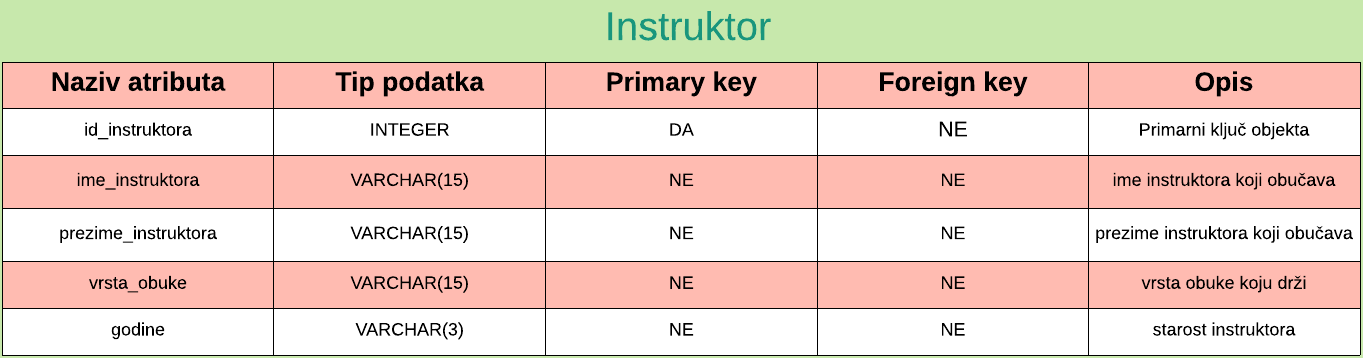 Instruktor
Naziv atributa Tip podatka Primary key Foreign key Opis
id_instruktora INTEGER DA NE Primarni ključ objekta
ime_instruktora VARCHAR(15) NE NE ime instruktora koji obučava
prezime_instruktora VARCHAR(15) NE NE prezime instruktora koji obučava
vrsta_obuke VARCHAR(15) NE NE vrsta obuke koju drži
godine VARCHAR(3) NE NE starost instruktora